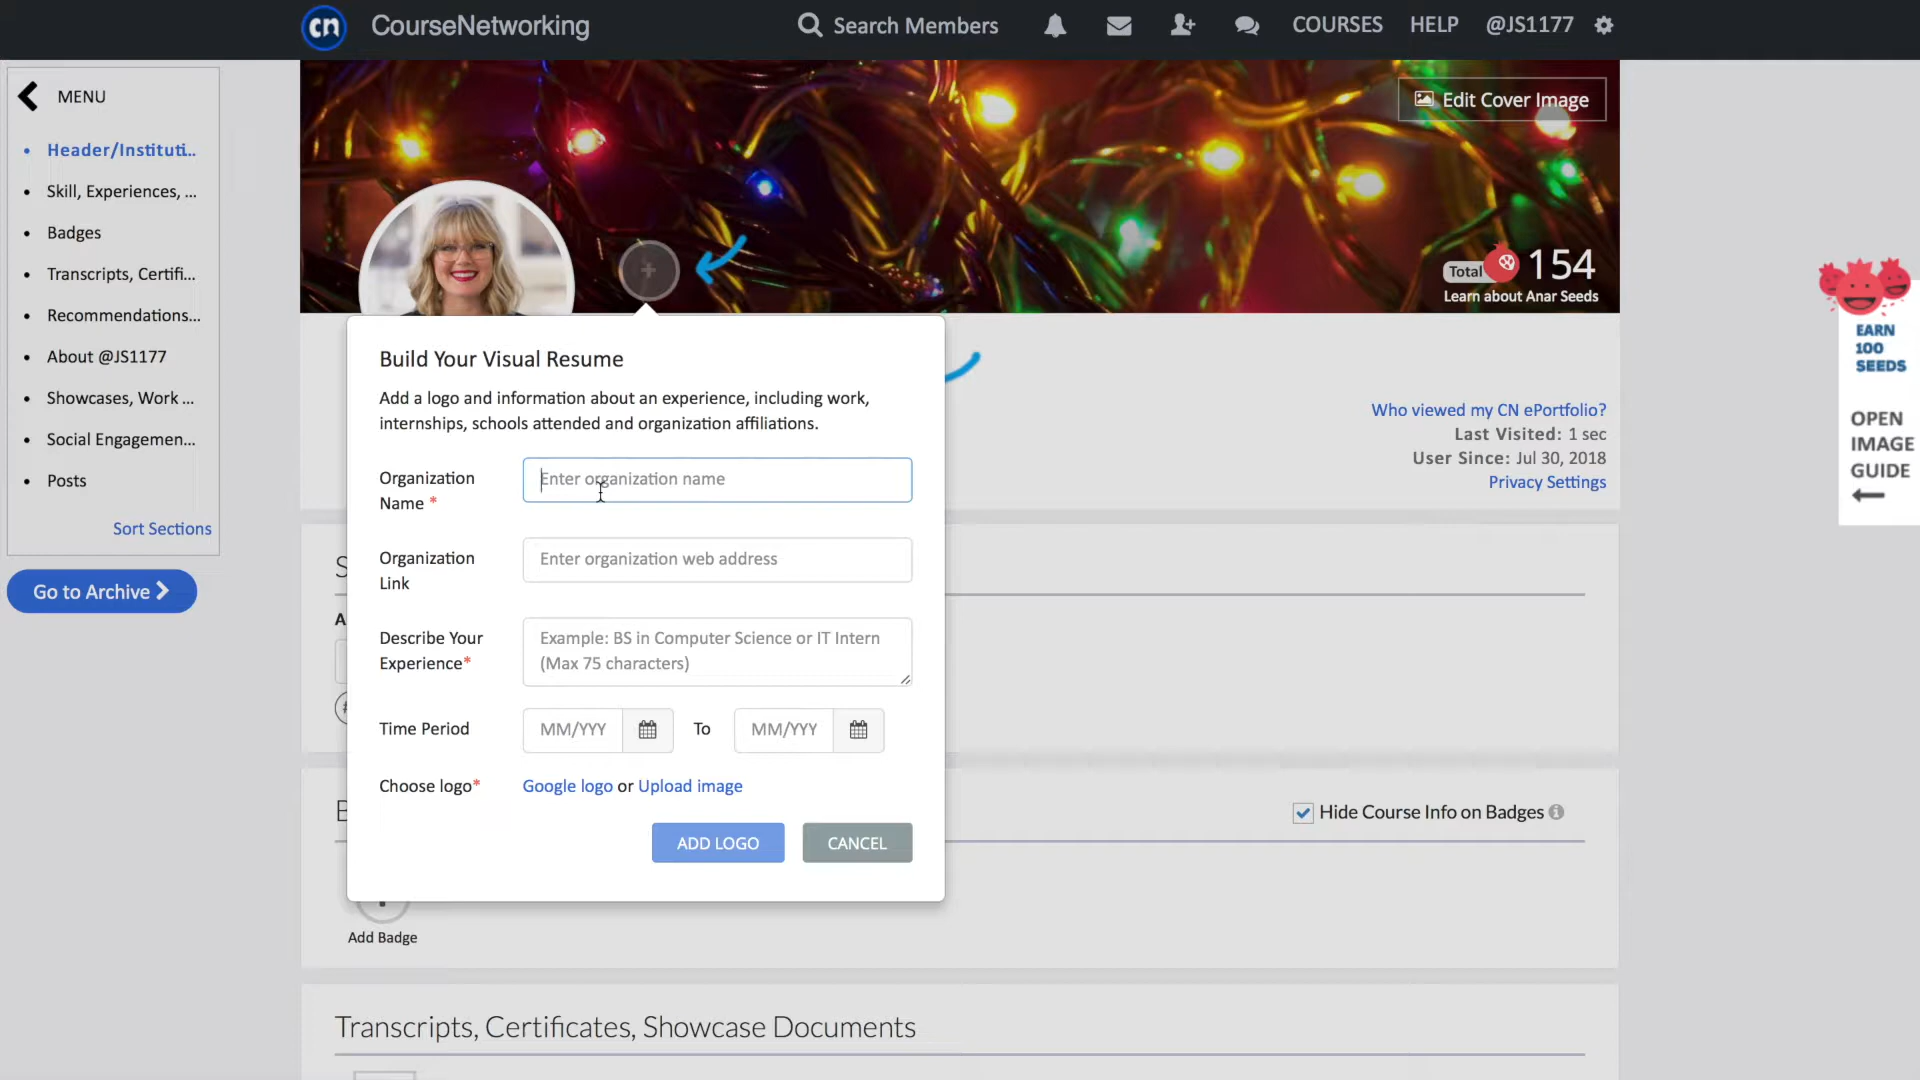 cn CourseNetworking Search Members COURSES HELP @JS1177
MENU
Header/Instituti...
Skill, Experiences, ...
Badges
Transcripts, Certifi...
Recommendations...
About @JS1177
Showcases, Work ...
Social Engagemen...
Posts
Sort Sections
Go to Archive
Edit Cover Image
Total 154
Learn about Anar Seeds
Who viewed my CN ePortfolio?
Last Visited: 1 sec
User Since: Jul 30, 2018
Privacy Settings
EARN
100
SEEDS
OPEN
IMAGE
GUIDE
Build Your Visual Resume
Add a logo and information about an experience, including work,
internships, schools attended and organization affiliations.
Organization
Name *
Enter organization name
Organization
Link
Enter organization web address
Describe Your
Experience*
Example: BS in Computer Science or IT Intern
(Max 75 characters)
Time Period MM/YYY To MM/YYY
Choose logo* Google logo or Upload image
ADD LOGO CANCEL
Hide Course Info on Badges
Add Badge
Transcripts, Certificates, Showcase Documents